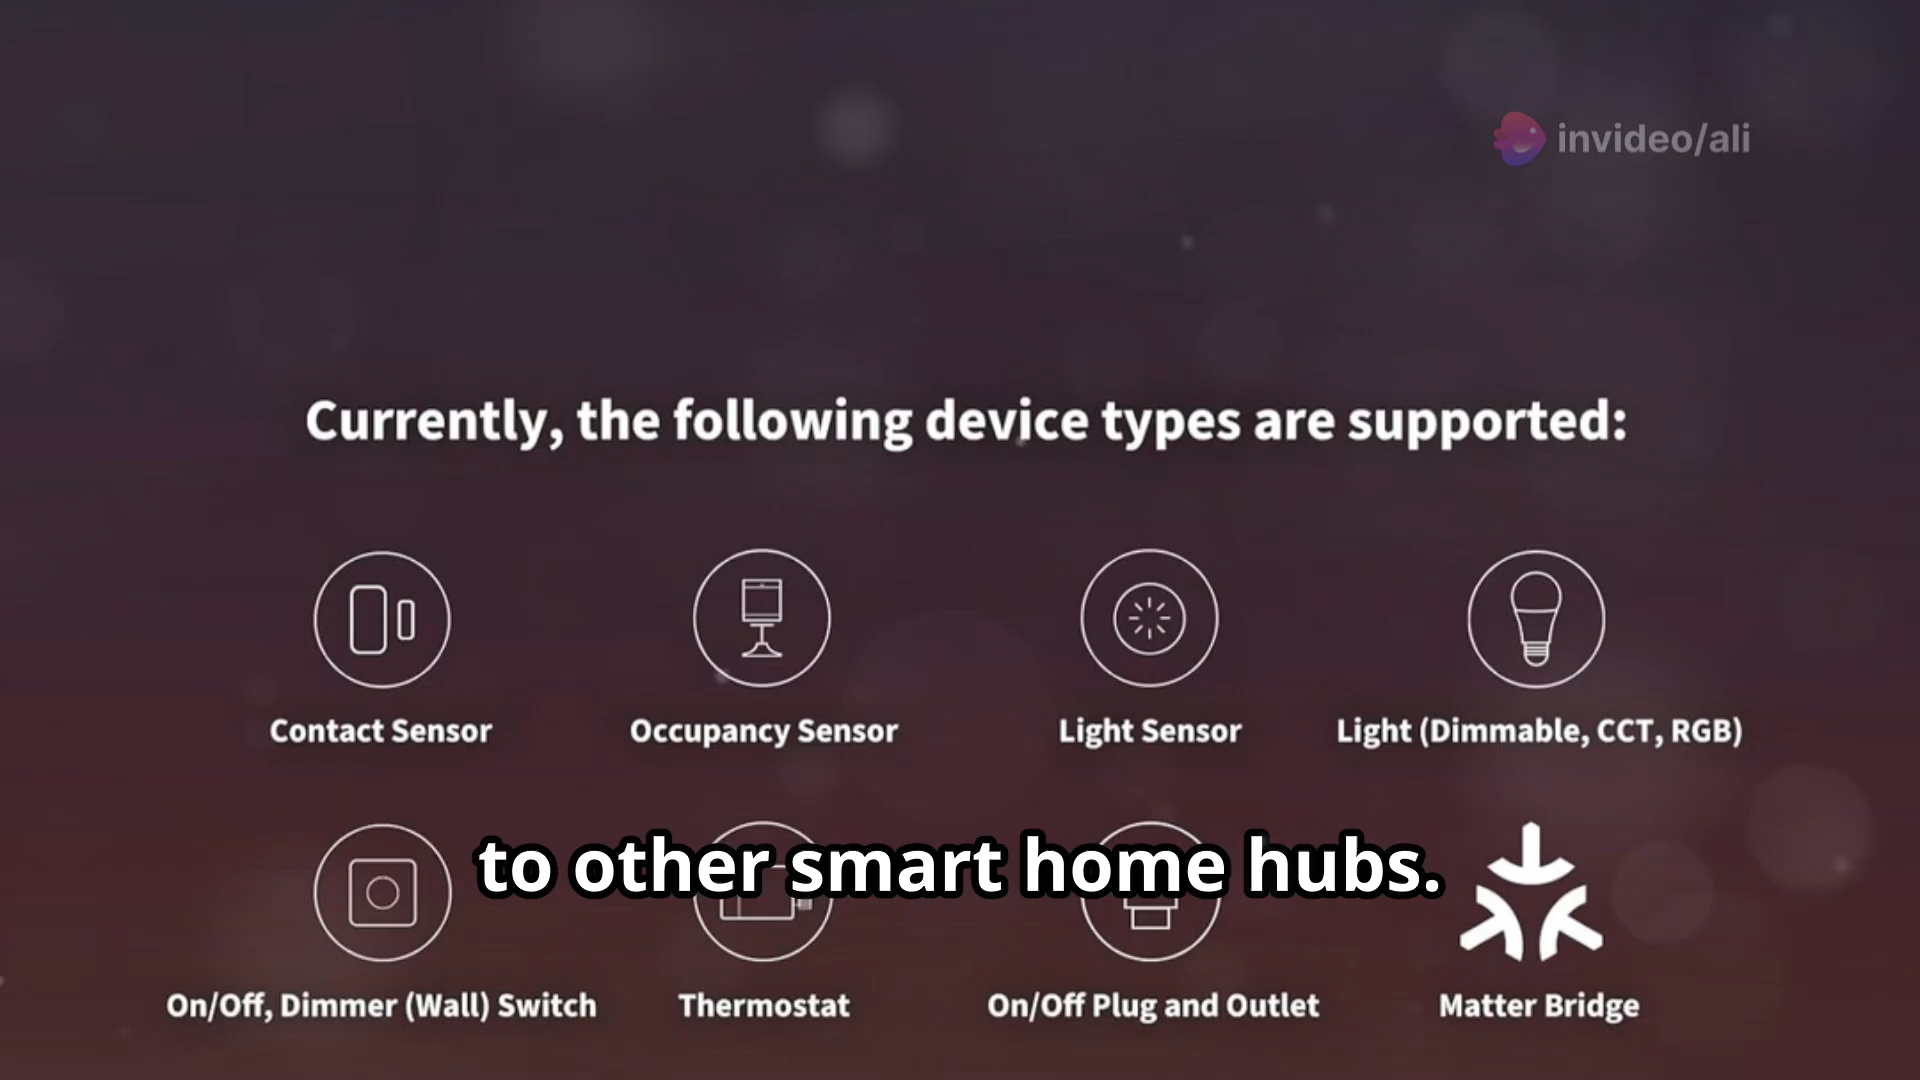 invideo/ali
Currently, the following device types are supported:
Contact Sensor
Occupancy Sensor
Light Sensor
Light (Dimmable, CCT, RGB)
to other smart home hubs.
On/Off, Dimmer (Wall) Switch
Thermostat
On/Off Plug and Outlet
Matter Bridge